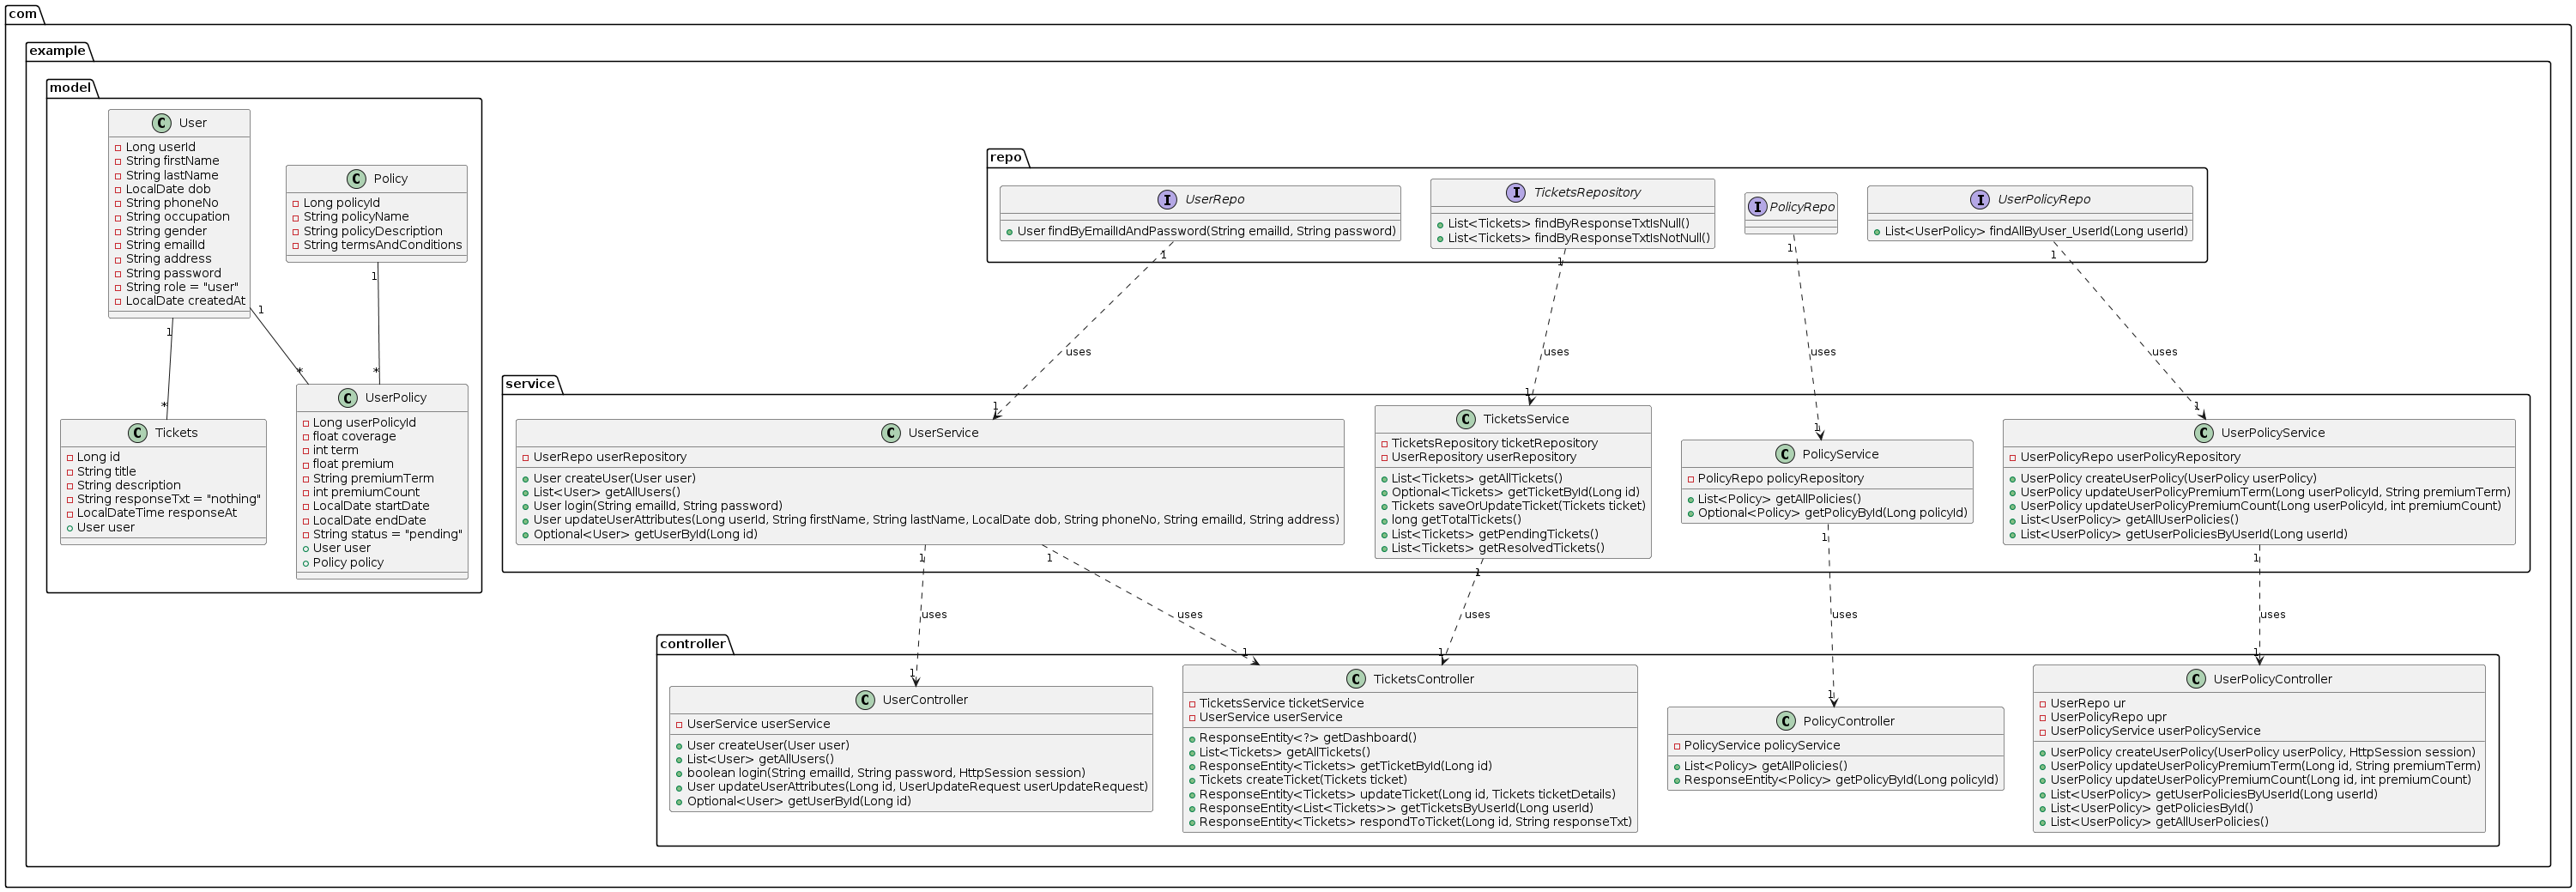 com
example
model
User
Long userId
String firstName
String lastName
LocalDate dob
String phoneNo
String occupation
String gender
String emailId
String address
String password
String role = "user"
LocalDate createdAt
Policy
Long policyId
String policyName
String policyDescription
String termsAndConditions
1
1
1
*
*
*
Tickets
Long id
String title
String description
String responseTxt = "nothing"
LocalDateTime responseAt
User user
UserPolicy
Long userPolicyId
float coverage
int term
float premium
String premiumTerm
int premiumCount
LocalDate startDate
LocalDate endDate
String status = "pending"
User user
Policy policy
repo
UserRepo
User findByEmailIdAndPassword(String emailId, String password)
TicketsRepository
List<Tickets> findByResponseTxtIsNull()
List<Tickets> findByResponseTxtIsNotNull()
PolicyRepo
UserPolicyRepo
List<UserPolicy> findAllByUser_UserId(Long userId)
1
1
1
1
uses
uses
uses
uses
1
1
1
1
service
UserService
UserRepo userRepository
User createUser(User user)
List<User> getAllUsers()
User login(String emailId, String password)
User updateUserAttributes(Long userId, String firstName, String lastName, LocalDate dob, String phoneNo, String emailId, String address)
Optional<User> getUserById(Long id)
TicketsService
TicketsRepository ticketRepository
UserRepository userRepository
List<Tickets> getAllTickets()
Optional<Tickets> getTicketById(Long id)
Tickets saveOrUpdateTicket(Tickets ticket)
long getTotalTickets()
List<Tickets> getPendingTickets()
List<Tickets> getResolvedTickets()
PolicyService
PolicyRepo policyRepository
List<Policy> getAllPolicies()
Optional<Policy> getPolicyById(Long policyId)
UserPolicyService
UserPolicyRepo userPolicyRepository
UserPolicy createUserPolicy(UserPolicy userPolicy)
UserPolicy updateUserPolicyPremiumTerm(Long userPolicyId, String premiumTerm)
UserPolicy updateUserPolicyPremiumCount(Long userPolicyId, int premiumCount)
List<UserPolicy> getAllUserPolicies()
List<UserPolicy> getUserPoliciesByUserId(Long userId)
1
1
1
1
1
uses
uses
uses
uses
uses
1
1
1
1
1
controller
UserController
UserService userService
User createUser(User user)
List<User> getAllUsers()
boolean login(String emailId, String password, HttpSession session)
User updateUserAttributes(Long id, UserUpdateRequest userUpdateRequest)
Optional<User> getUserById(Long id)
TicketsController
TicketsService ticketService
UserService userService
ResponseEntity<?> getDashboard()
List<Tickets> getAllTickets()
ResponseEntity<Tickets> getTicketById(Long id)
Tickets createTicket(Tickets ticket)
ResponseEntity<Tickets> updateTicket(Long id, Tickets ticketDetails)
ResponseEntity<List<Tickets>> getTicketsByUserId(Long userId)
ResponseEntity<Tickets> respondToTicket(Long id, String responseTxt)
PolicyController
PolicyService policyService
List<Policy> getAllPolicies()
ResponseEntity<Policy> getPolicyById(Long policyId)
UserPolicyController
UserRepo ur
UserPolicyRepo upr
UserPolicyService userPolicyService
UserPolicy createUserPolicy(UserPolicy userPolicy, HttpSession session)
UserPolicy updateUserPolicyPremiumTerm(Long id, String premiumTerm)
UserPolicy updateUserPolicyPremiumCount(Long id, int premiumCount)
List<UserPolicy> getUserPoliciesByUserId(Long userId)
List<UserPolicy> getPoliciesById()
List<UserPolicy> getAllUserPolicies()